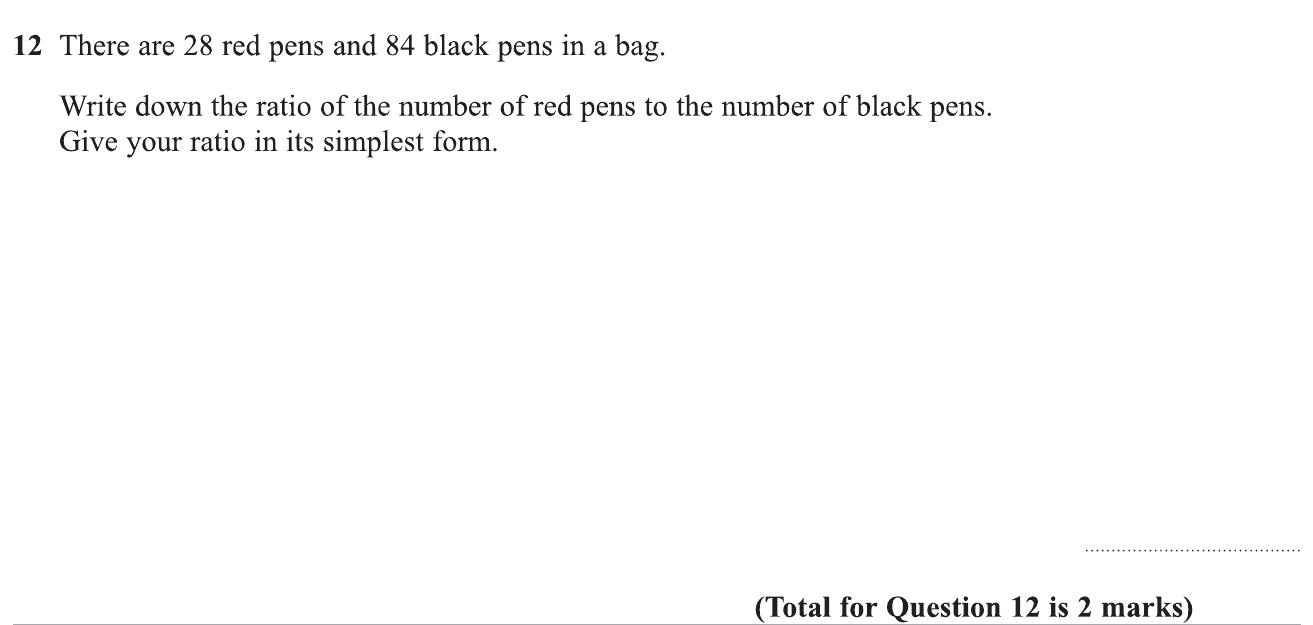 12 There are 28 red pens and 84 black pens in a bag.
Write down the ratio of the number of red pens to the number of black pens.
Give your ratio in its simplest form.
(Total for Question 12 is 2 marks)